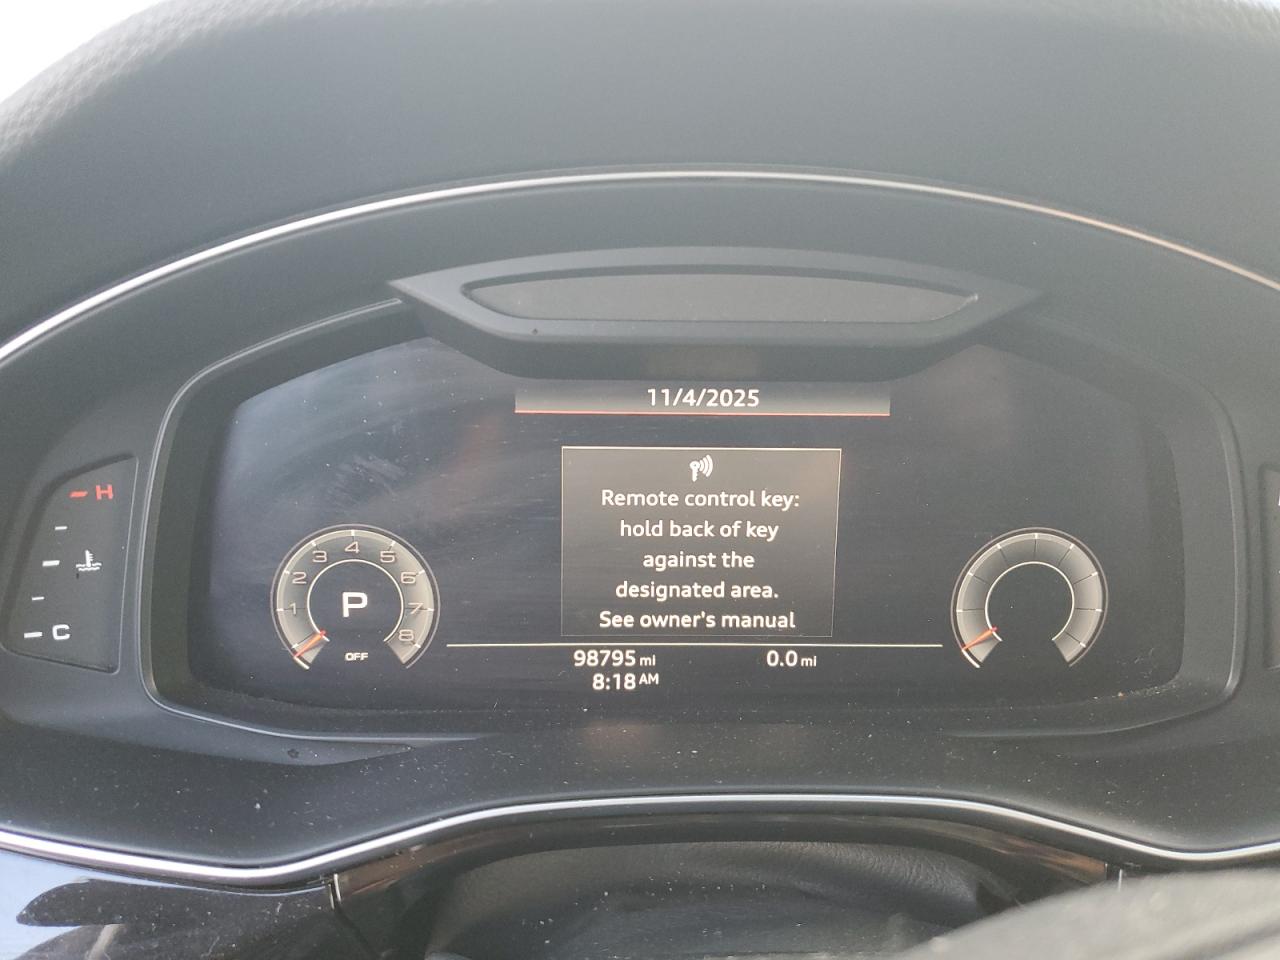 11/4/2025
Remote control key:
hold back of key
against the
designated area.
See owner's manual
H
C
1
2
3
4
5
6
7
8
P
OFF
98795 mi
0.0 mi
8:18 AM